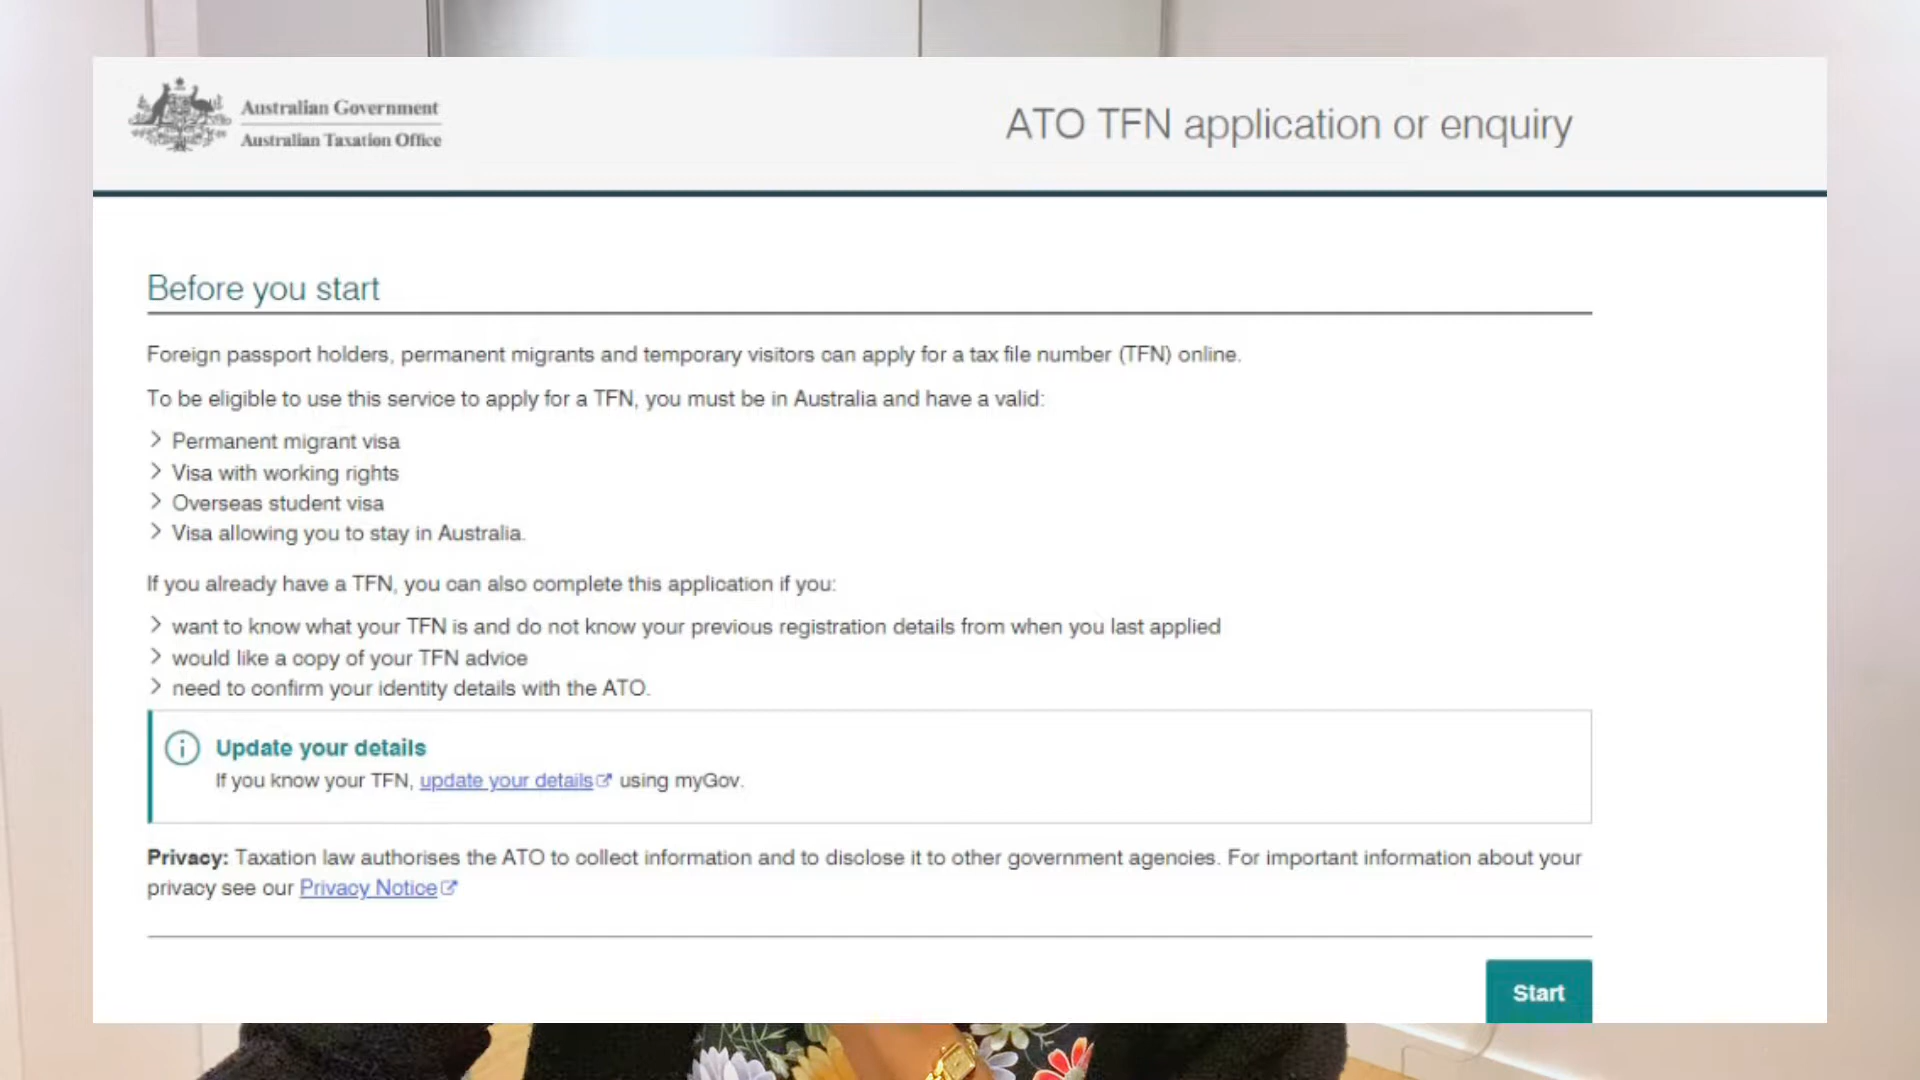 Australian Government
Australian Taxation Office
ATO TFN application or enquiry
Before you start
Foreign passport holders, permanent migrants and temporary visitors can apply for a tax file number (TFN) online.
To be eligible to use this service to apply for a TFN, you must be in Australia and have a valid:
Permanent migrant visa
Visa with working rights
Overseas student visa
Visa allowing you to stay in Australia.
If you already have a TFN, you can also complete this application if you:
want to know what your TFN is and do not know your previous registration details from when you last applied
would like a copy of your TFN advice
need to confirm your identity details with the ATO.
Update your details
If you know your TFN, update your details using myGov.
Privacy: Taxation law authorises the ATO to collect information and to disclose it to other government agencies. For important information about your
privacy see our Privacy Notice
Start